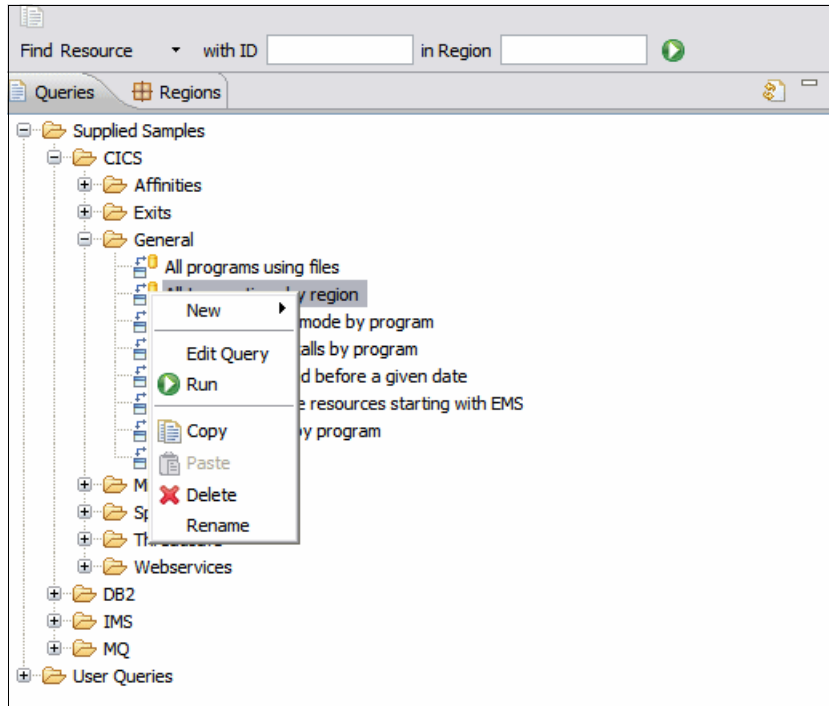 Find Resource with ID in Region
Queries Regions
Supplied Samples
CICS
Affinities
Exits
General
All programs using files
y region
New
mode by program
alls by program
Edit Query
d before a given date
Run
e resources starting with EMS
Copy
y program
Paste
M
Delete
Sp
Rename
Th
Webservices
DB2
IMS
MQ
User Queries